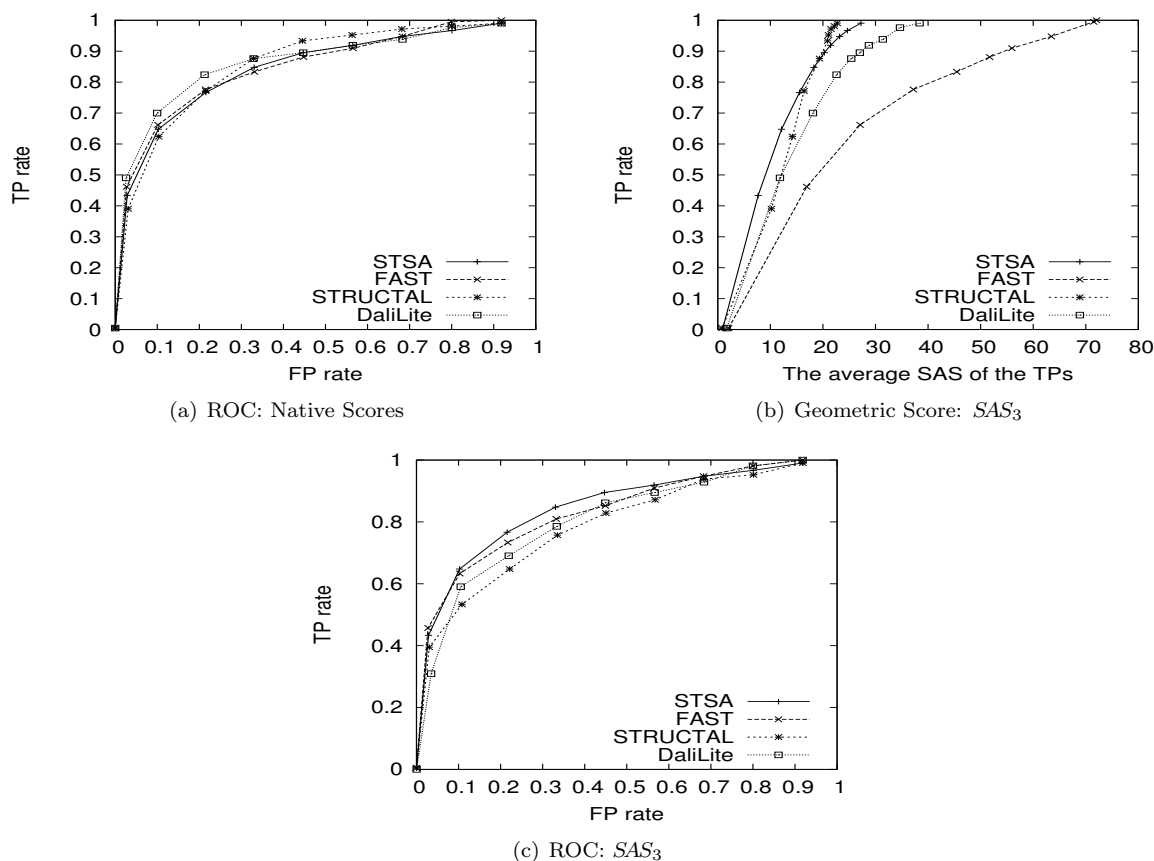 1
0.9
0.8
0.7
0.6
0.5
0.4
0.3
0.2
0.1
0
TP rate
STSA
FAST
STRUCTAL
DaliLite
0 0.1 0.2 0.3 0.4 0.5 0.6 0.7 0.8 0.9 1
FP rate
(a) ROC: Native Scores
1
0.9
0.8
0.7
0.6
0.5
0.4
0.3
0.2
0.1
0
TP rate
STSA
FAST
STRUCTAL
DaliLite
0 10 20 30 40 50 60 70 80
The average SAS of the TPs
(b) Geometric Score: SAS3
1
0.8
0.6
0.4
0.2
0
TP rate
STSA
FAST
STRUCTAL
DaliLite
0 0.1 0.2 0.3 0.4 0.5 0.6 0.7 0.8 0.9 1
FP rate
(c) ROC: SAS3